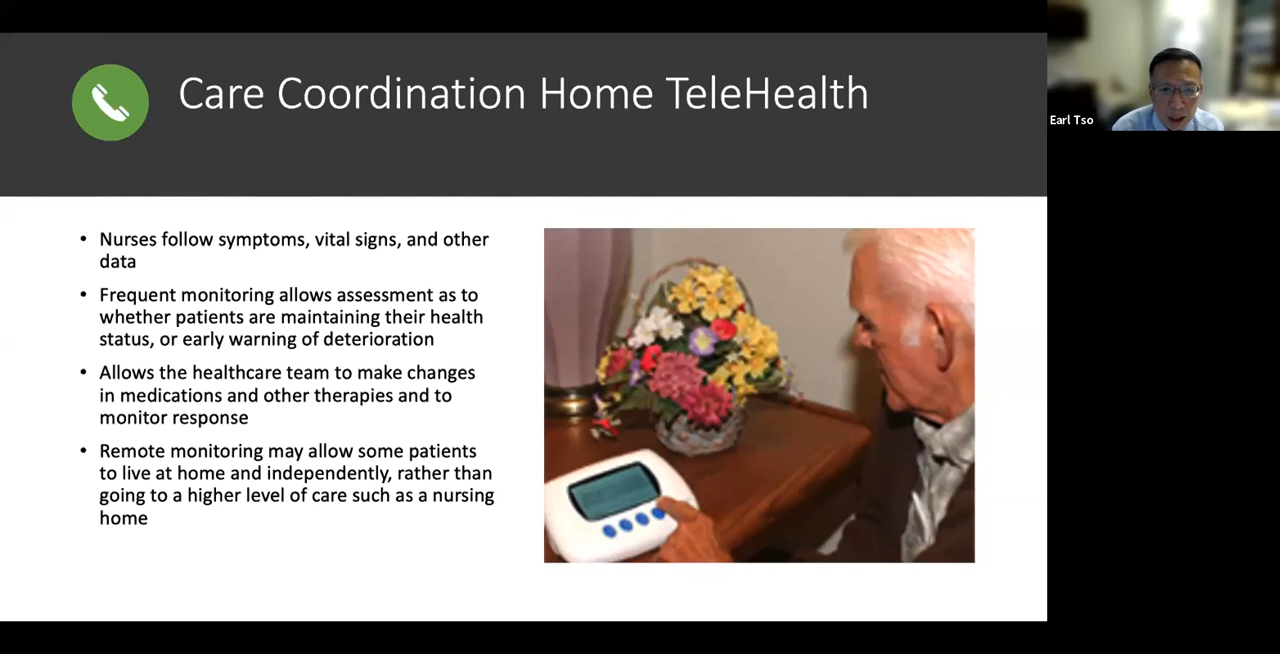 Care Coordination Home TeleHealth
Earl Tso
• Nurses follow symptoms, vital signs, and other
data
• Frequent monitoring allows assessment as to
whether patients are maintaining their health
status, or early warning of deterioration
• Allows the healthcare team to make changes
in medications and other therapies and to
monitor response
• Remote monitoring may allow some patients
to live at home and independently, rather than
going to a higher level of care such as a nursing
home